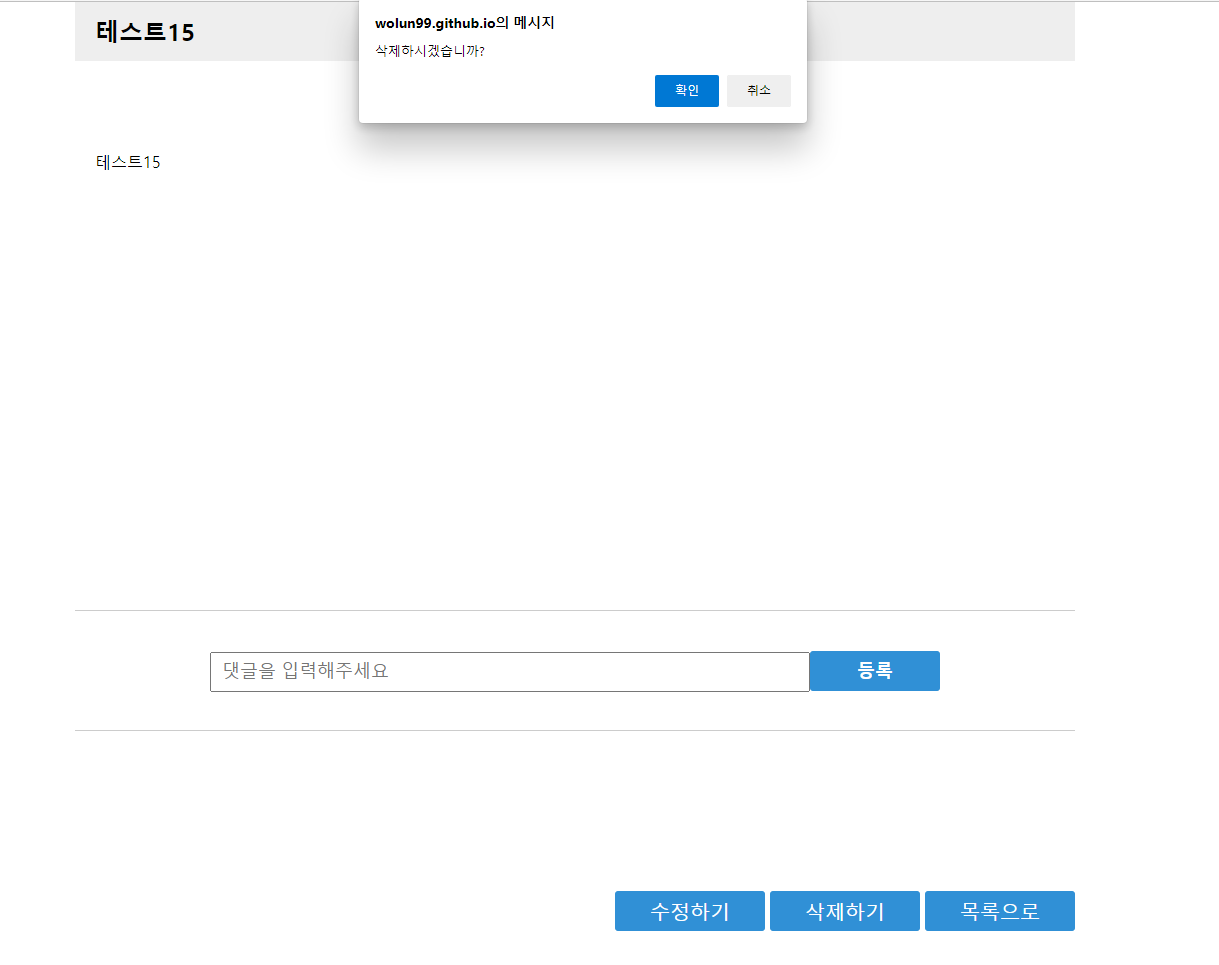 테스트15
wolun99.github.io의 메시지
삭제하시겠습니까?
확인 취소
테스트15
댓글을 입력해주세요 등록
수정하기 삭제하기 목록으로